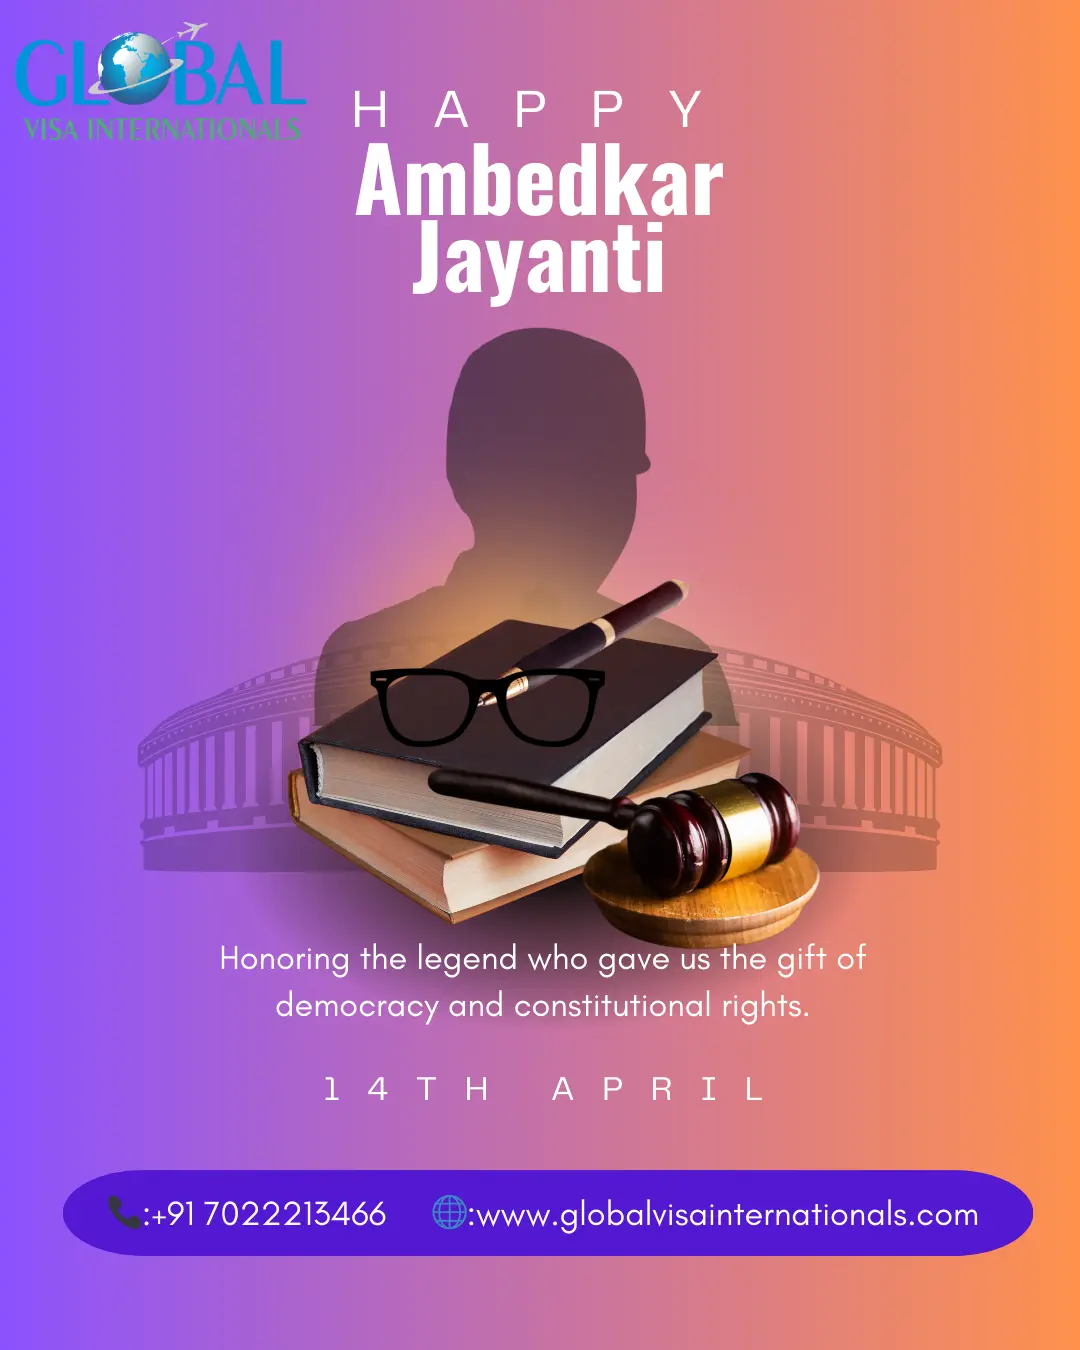 GLOBAL
VISA INTERNATIONALS
HAPPY
Ambedkar
Jayanti
Honoring the legend who gave us the gift of
democracy and constitutional rights.
14TH APRIL
:+91 7022213466 :www.globalvisainternationals.com